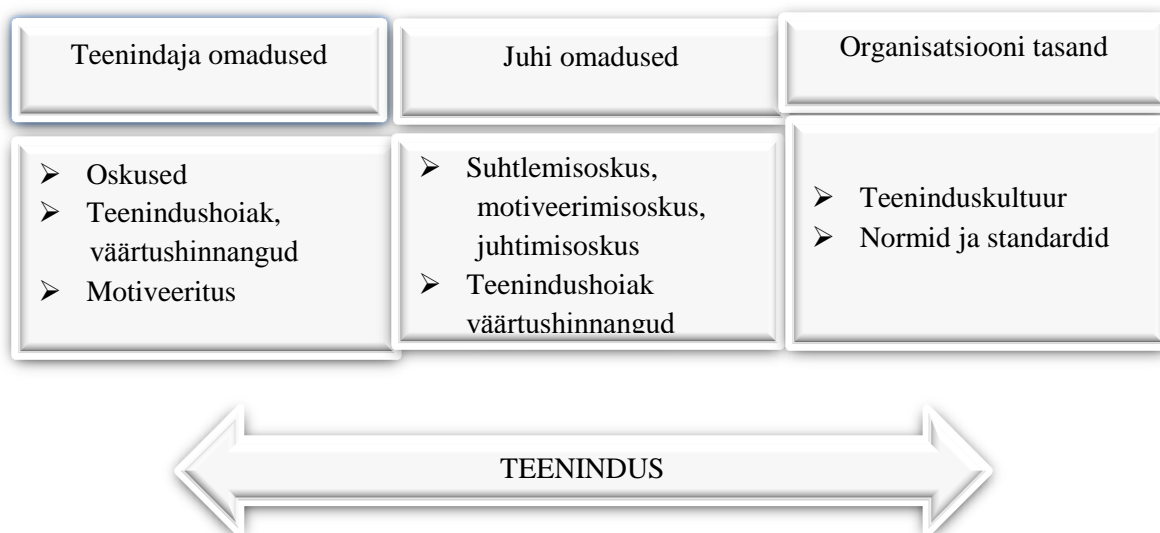 Teenindaja omadused
Juhi omadused
Organisatsiooni tasand
➢ Oskused
➢ Teenindushoiak,
väärtushinnangud
➢ Motiveeritus
➢ Suhtlemisoskus,
motiveerimisoskus,
juhtimisoskus
➢ Teenindushoiak
väärtushinnangud
➢ Teeninduskultuur
➢ Normid ja standardid
TEENINDUS